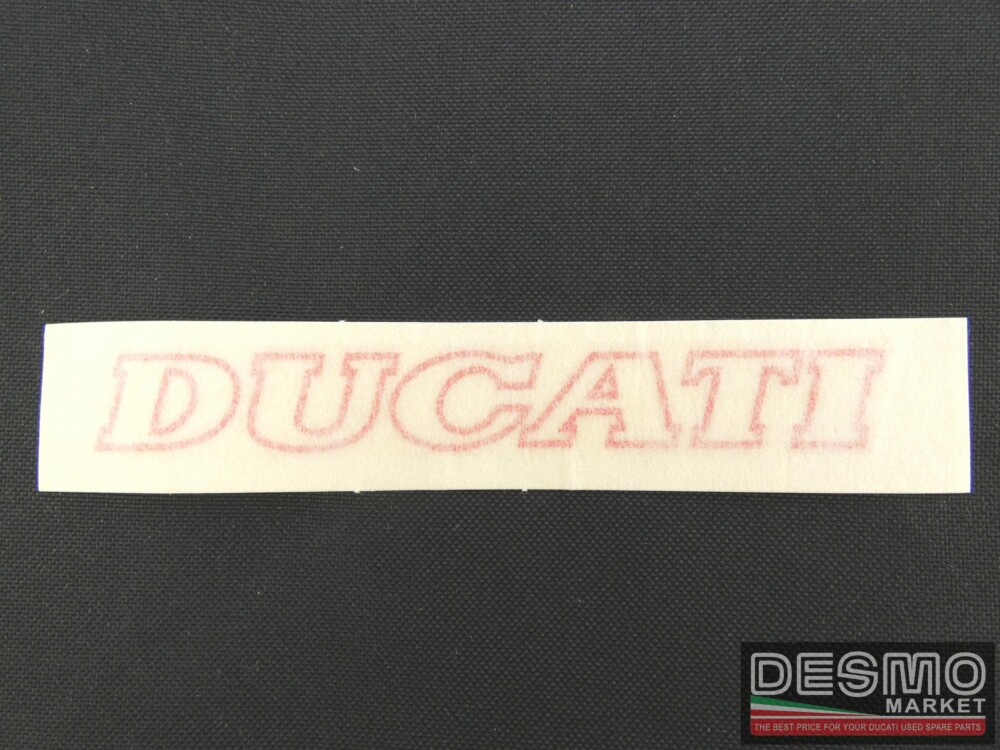 DUCATI
DESMO
MARKET
THE BEST PRICE FOR YOUR DUCATI USED SPARE PARTS